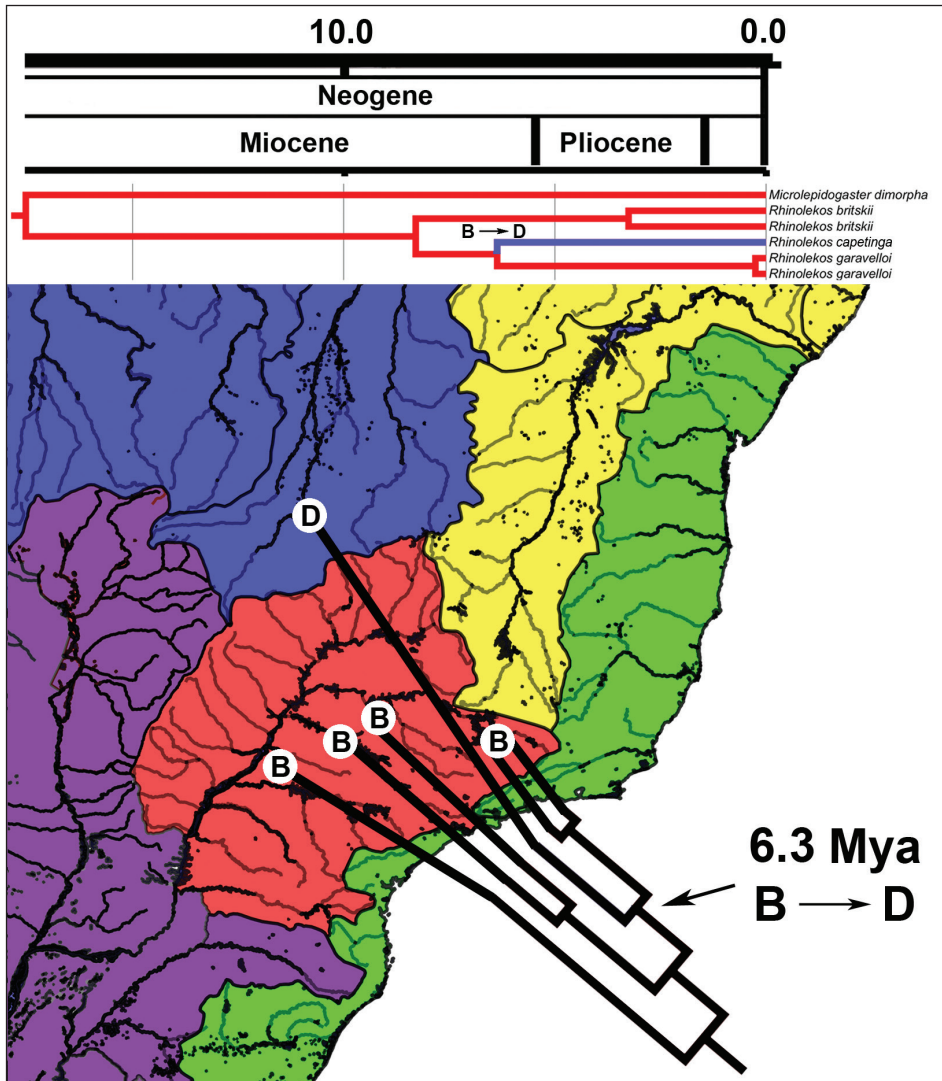 10.0 0.0
Neogene
Miocene Pliocene
Microlepidogaster dimorpha
Rhinolekos britskii
B → D Rhinolekos britskii
Rhinolekos capetinga
Rhinolekos garavelloi
Rhinolekos garavelloi
D
B
B
B
B
6.3 Mya
B → D